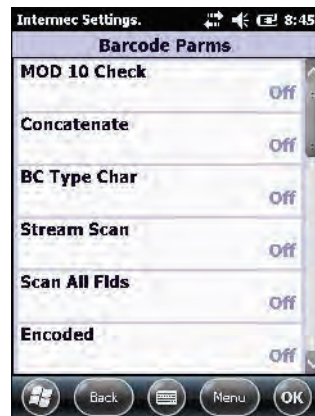 Intermec Settings. 8:45
Barcode Parms
MOD 10 Check
Off
Concatenate
Off
BC Type Char
Off
Stream Scan
Off
Scan All Flds
Off
Encoded
Off
Back Menu OK